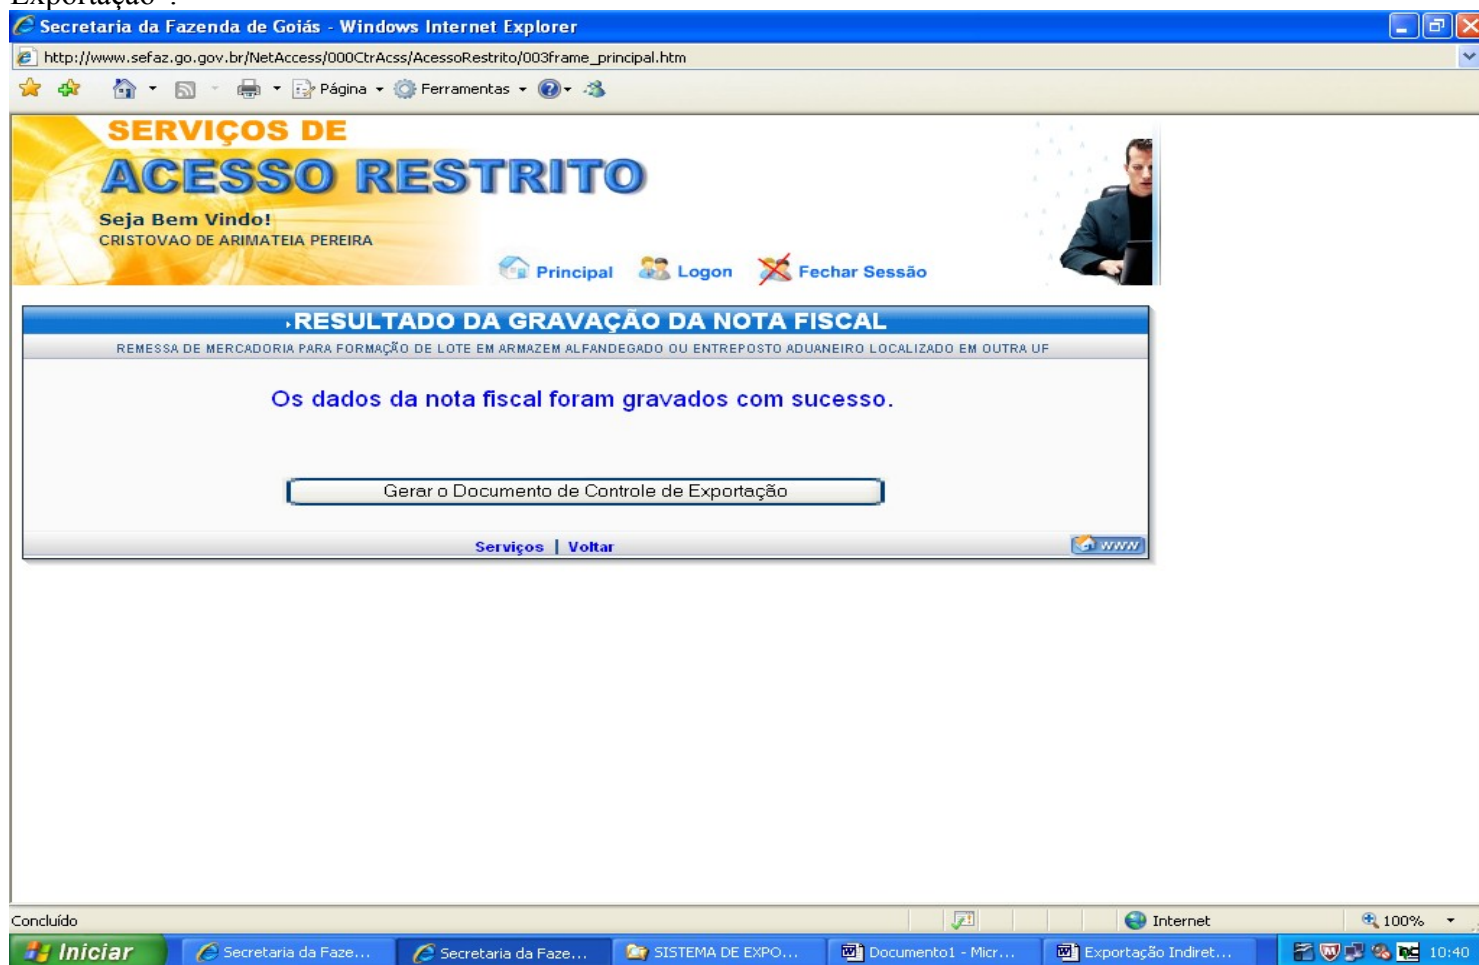 Exportação".
Secretaria da Fazenda de Goiás - Windows Internet Explorer
http://www.sefaz.go.gov.br/NetAccess/000CtrAcss/AcessoRestrito/003frame_principal.htm
Página Ferramentas
SERVIÇOS DE
ACESSO RESTRITO
Seja Bem Vindo!
CRISTOVAO DE ARIMATEIA PEREIRA
Principal Logon Fechar Sessão
RESULTADO DA GRAVAÇÃO DA NOTA FISCAL
REMESSA DE MERCADORIA PARA FORMAÇÃO DE LOTE EM ARMAZEM ALFANDEGADO OU ENTREPOSTO ADUANEIRO LOCALIZADO EM OUTRA UF
Os dados da nota fiscal foram gravados com sucesso.
Gerar o Documento de Controle de Exportação
Serviços | Voltar www
Concluído Internet 100%
Iniciar Secretaria da Faze... Secretaria da Faze... SISTEMA DE EXPO... Documento1 - Micr... Exportação Indiret... 10:40